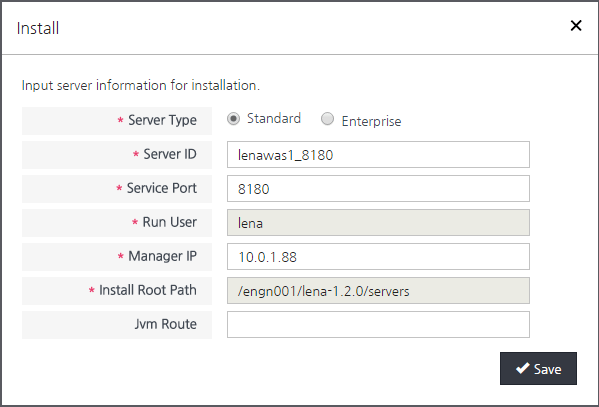 Install
Input server information for installation.
* Server Type Standard Enterprise
* Server ID lenawas1_8180
* Service Port 8180
* Run User lena
* Manager IP 10.0.1.88
* Install Root Path /engn001/lena-1.2.0/servers
Jvm Route
Save